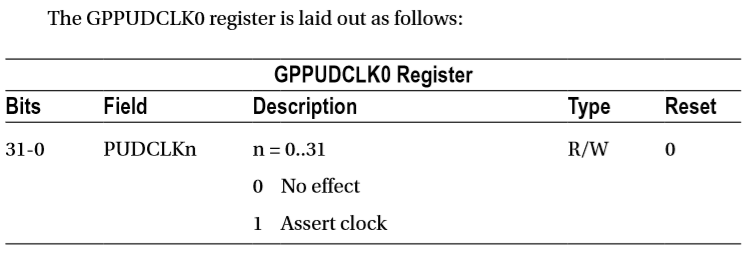 The GPPUDCLK0 register is laid out as follows:
GPPUDCLK0 Register
Bits Field Description Type Reset
31-0 PUDCLKn n = 0..31 R/W 0
0 No effect
1 Assert clock